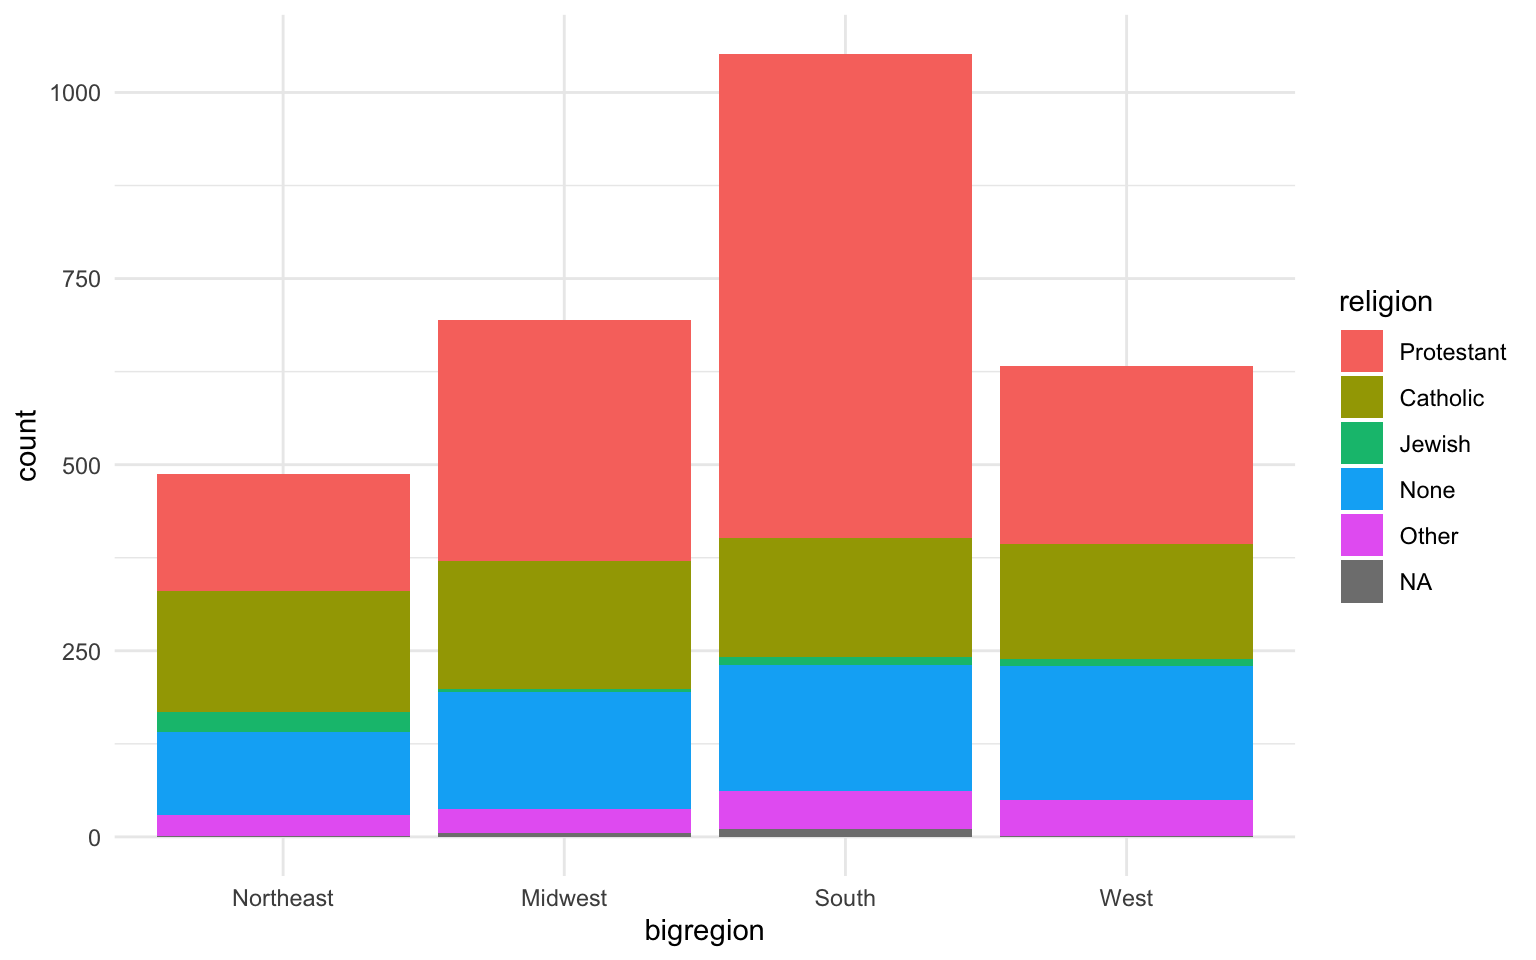 count
1000
750
500
250
0
Northeast
Midwest
South
West
bigregion
religion
Protestant
Catholic
Jewish
None
Other
NA